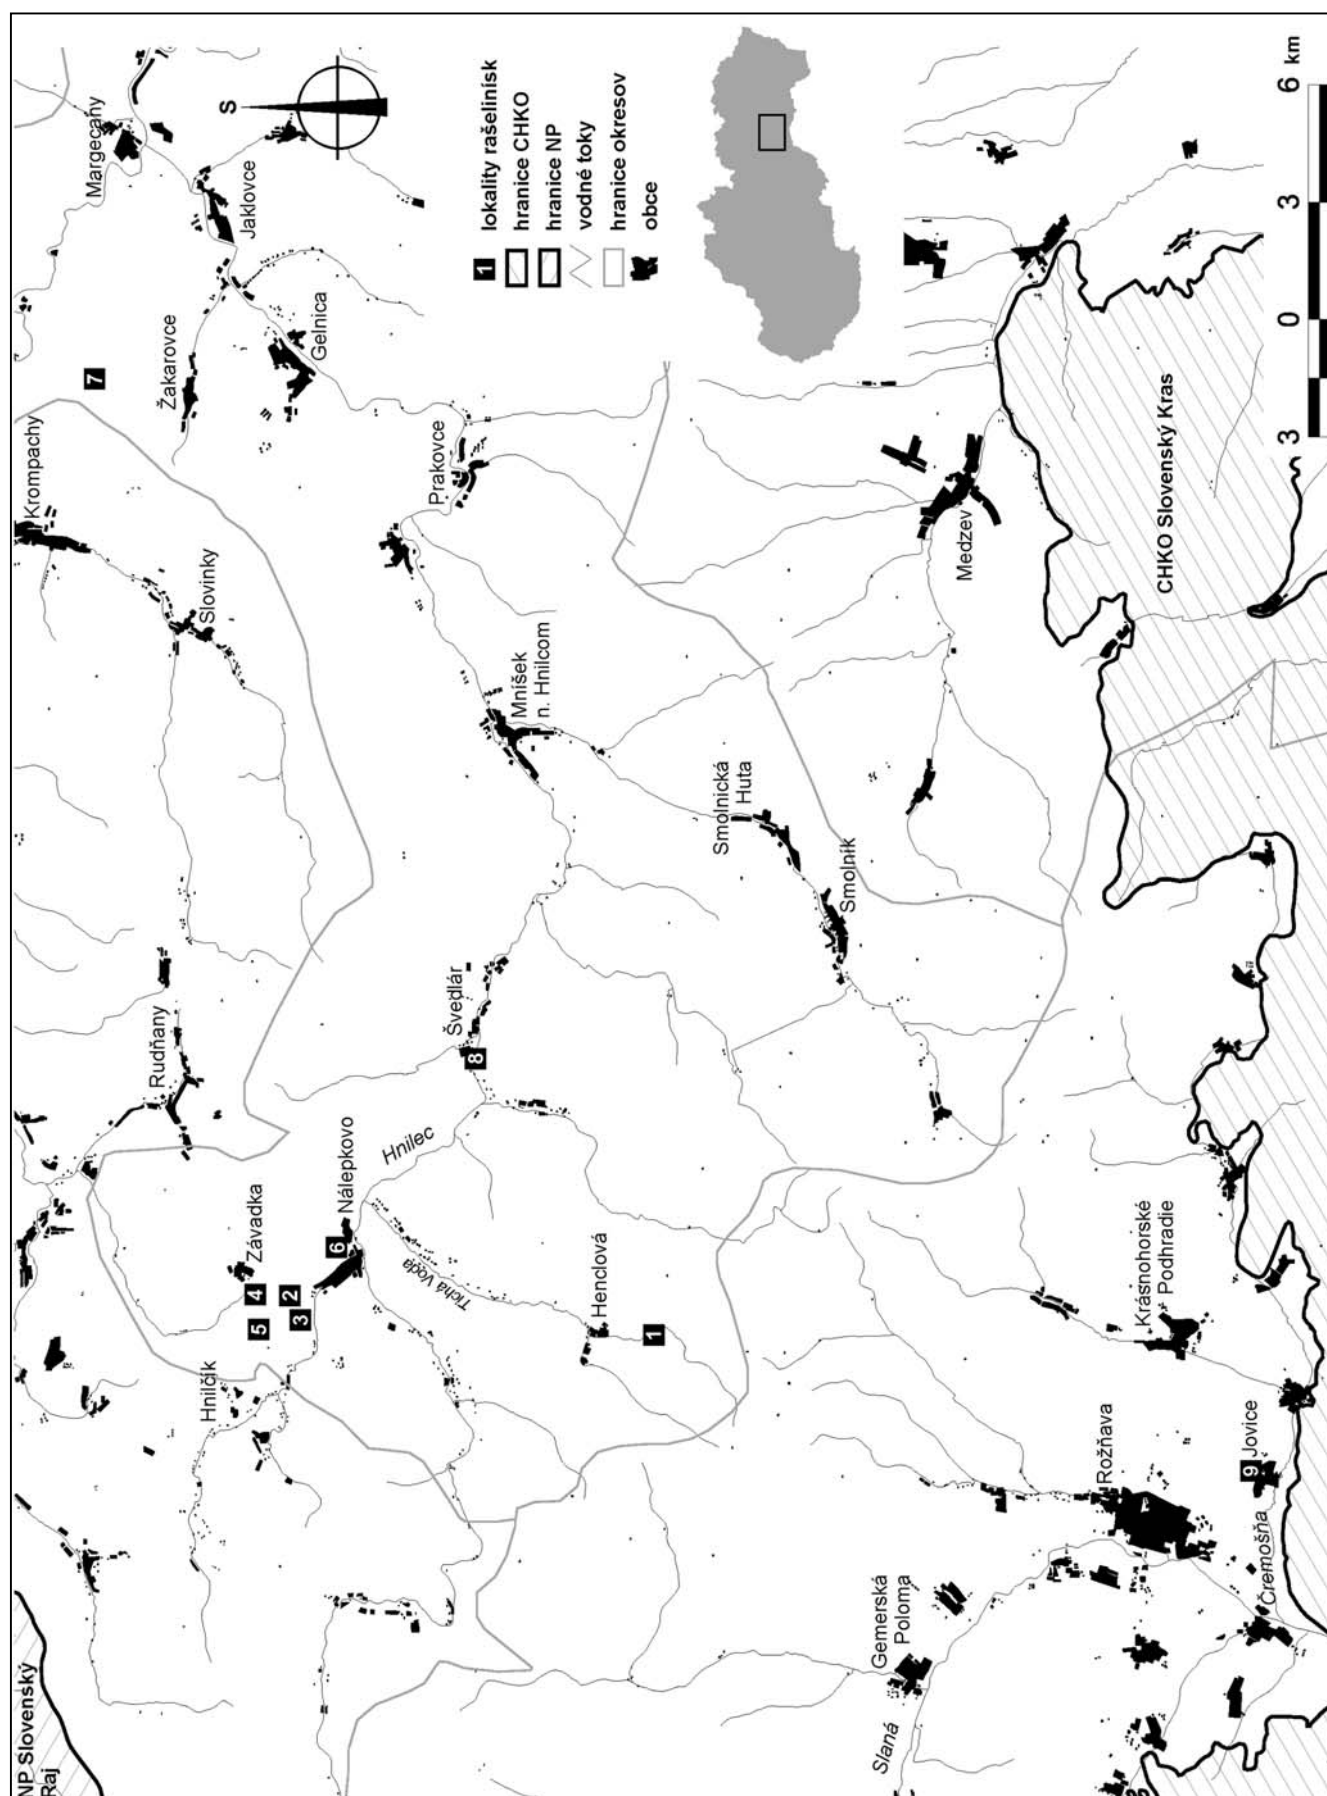 NP Slovenský
Raj
Hnilčík
Závadka
Rudňany
Slovinky
Krompachy
Žakarovce
Margecany
Jaklovce
Gelnica
Prakovce
Mníšek
n. Hnilcom
Švedlár
Hnilec
Nálepkovo
Tichá Voda
Henclová
Smolnícka
Huta
Smolník
Medzev
CHKO Slovenský Kras
Krásnohorské
Podhradie
Rožňava
Jovice
Čremošňa
Gemerská
Poloma
Slaná
1
2
3
4
5
6
7
8
9
S
1 lokality rašelinísk
hranice CHKO
hranice NP
vodné toky
hranice okresov
obce
3 0 3 6 km